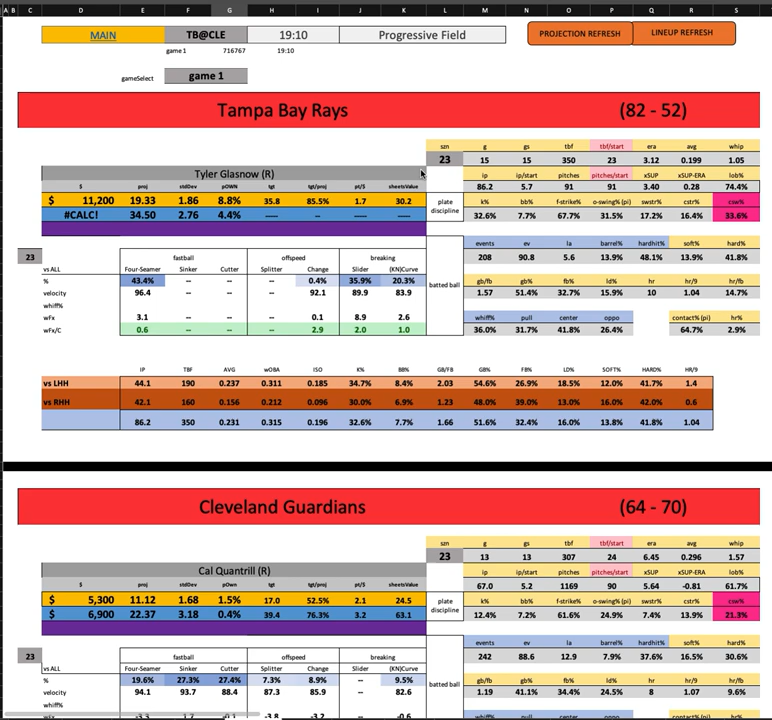 A B C D E F G H I J K L M N O P Q R S
MAIN TB@CLE 19:10 Progressive Field PROJECTION REFRESH LINEUP REFRESH
game 1 716767 19:10
gameSelect game 1
Tampa Bay Rays (82 - 52)
szn g gs tbf tbf/start era avg whip
23 15 15 350 23 3.12 0.199 1.05
Tyler Glasnow (R) ip ip/start pitches pitches/start xSUP xSUP-ERA lob%
$ proj stdDev pOWN tgt tgt/proj pt/$ sheetsValue 86.2 5.7 91 91 3.40 0.28 74.4%
$ 11,200 19.33 1.86 8.8% 35.8 85.5% 1.7 30.2 plate discipline k% bb% f-strike% o-swing% (pi) swstr% cstr% csw%
#CALC! 34.50 2.76 4.4% ---- ---- ---- ---- 32.6% 7.7% 67.7% 31.5% 17.2% 16.4% 33.6%
events ev la barrel% hardhit% soft% hard%
23 fastball offspeed breaking 208 90.8 5.6 13.9% 48.1% 13.9% 41.8%
vs ALL Four-Seamer Sinker Cutter Splitter Change Slider (KN)Curve batted ball
% 43.4% -- -- -- 0.4% 35.9% 20.3% gb/fb gb% fb% ld% hr hr/9 hr/fb
velocity 96.4 -- -- -- 92.1 89.9 83.9 1.57 51.4% 32.7% 15.9% 10 1.04 14.7%
whiff%
wFx 3.1 -- -- -- 0.1 8.9 2.6 whiff% pull center oppo contact% (pi) hr%
wFx/C 0.6 -- -- -- 2.9 2.0 1.0 36.0% 31.7% 41.8% 26.4% 64.7% 2.9%
IP TBF AVG wOBA ISO K% BB% GB/FB GB% FB% LD% SOFT% HARD% HR/9
vs LHH 44.1 190 0.237 0.311 0.185 34.7% 8.4% 2.03 54.6% 26.9% 18.5% 12.0% 41.7% 1.4
vs RHH 42.1 160 0.156 0.212 0.096 30.0% 6.9% 1.23 48.0% 39.0% 13.0% 16.0% 42.0% 0.6
86.2 350 0.231 0.315 0.196 32.6% 7.7% 1.66 51.6% 32.4% 16.0% 13.8% 41.8% 1.04
Cleveland Guardians (64 - 70)
szn g gs tbf tbf/start era avg whip
23 13 13 307 24 6.45 0.296 1.57
Cal Quantrill (R) ip ip/start pitches pitches/start xSUP xSUP-ERA lob%
$ proj stdDev pOwn tgt tgt/proj pt/$ sheetsValue 67.0 5.2 1169 90 5.64 -0.81 61.7%
$ 5,300 11.12 1.68 1.5% 17.0 52.5% 2.1 24.5 plate discipline k% bb% f-strike% o-swing% (pi) swstr% cstr% csw%
$ 6,900 22.37 3.18 0.4% 39.4 76.3% 3.2 63.1 12.4% 7.2% 61.6% 24.9% 7.4% 13.9% 21.3%
events ev la barrel% hardhit% soft% hard%
23 fastball offspeed breaking 242 88.6 12.9 7.9% 37.6% 16.5% 30.6%
vs ALL Four-Seamer Sinker Cutter Splitter Change Slider (KN)Curve batted ball
% 19.6% 27.3% 27.4% 7.3% 8.9% -- 9.5% gb/fb gb% fb% ld% hr hr/9 hr/fb
velocity 94.1 93.7 88.4 87.3 85.9 -- 82.6 1.19 41.1% 34.4% 24.5% 8 1.07 9.6%
whiff%
-3.3 1.7 -0.1 -3.8 -3.2 -- -0.6 whiff% pull center oppo contact% (pi) hr%